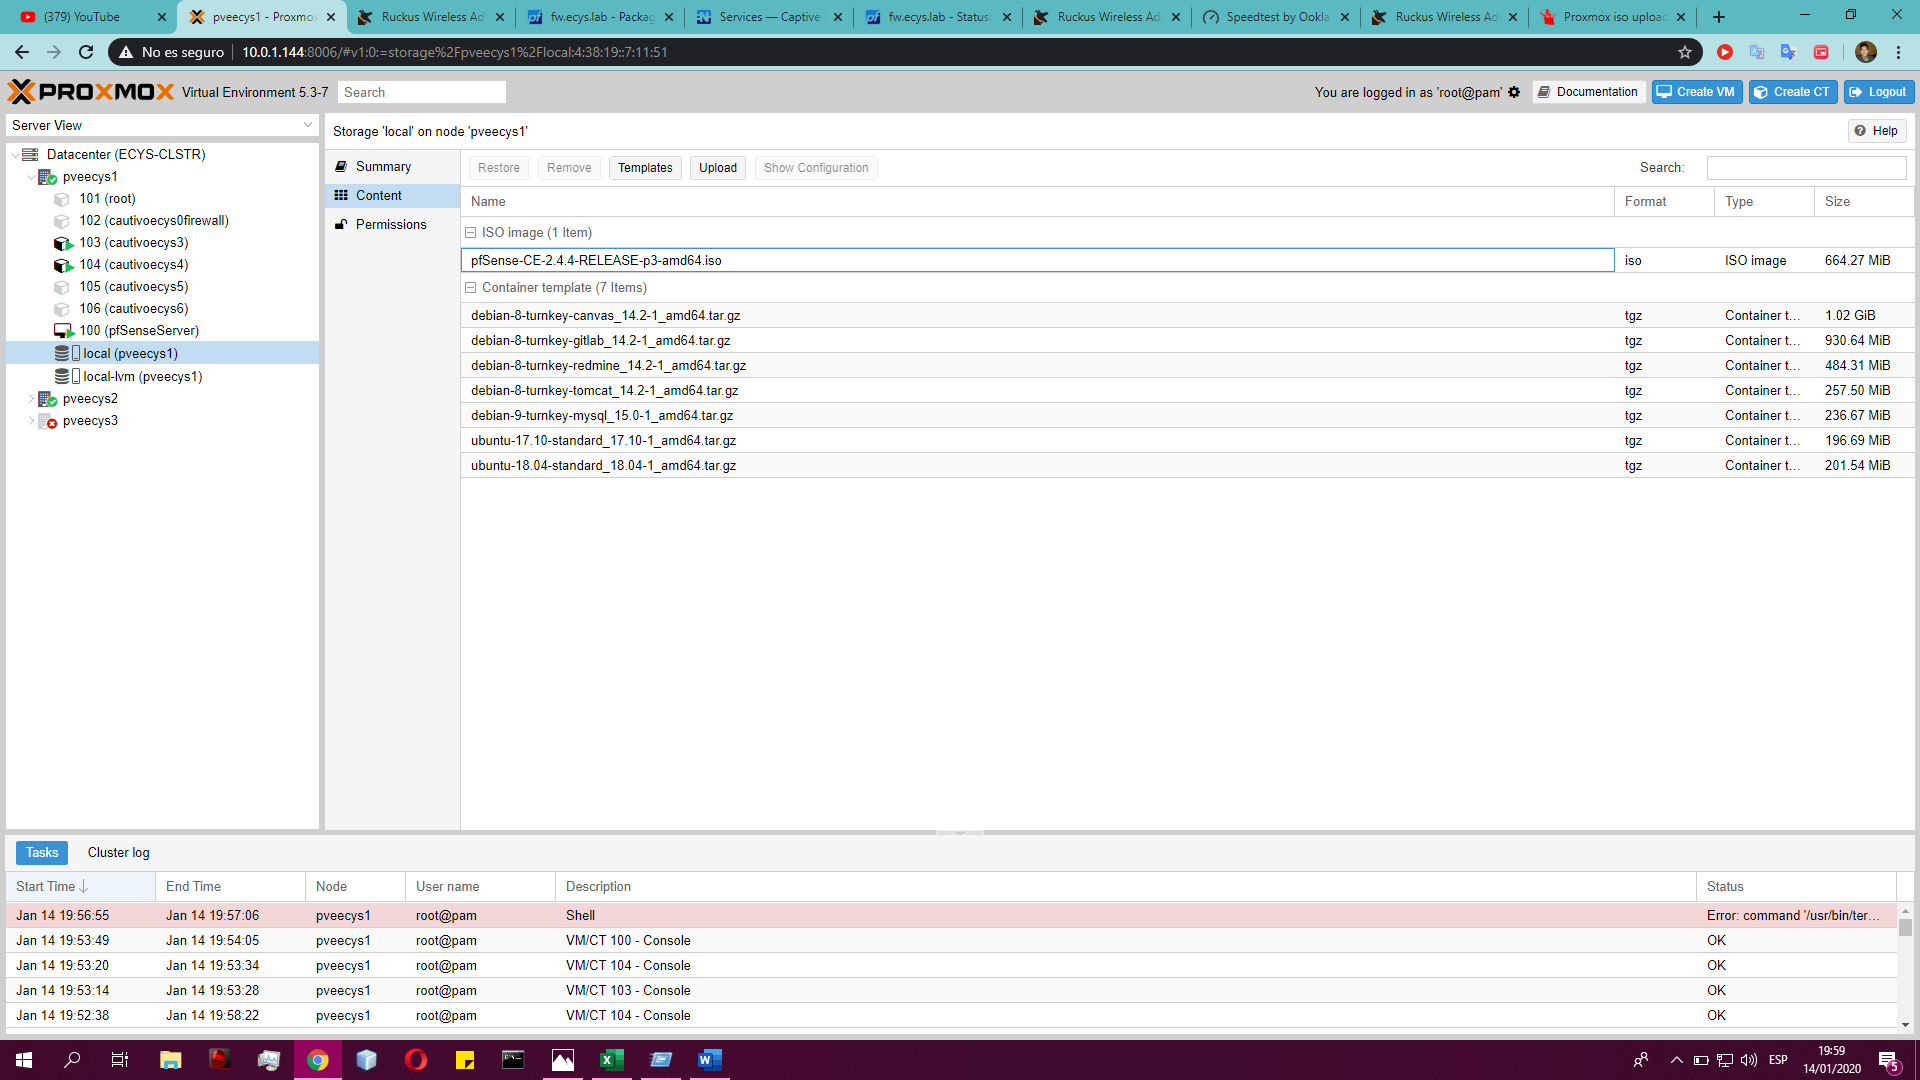 (379) YouTube
pveecys1 - Proxmox
Ruckus Wireless Ad
fw.ecys.lab - Packag
Services — Captive
fw.ecys.lab - Status:
Ruckus Wireless Ad
Speedtest by Ookla
Ruckus Wireless Ad
Proxmox iso upload
No es seguro
10.0.1.144:8006/#v1:0:=storage%2Fpveecys1%2Flocal:4:38:19::7:11:51
PROXMOX
Virtual Environment 5.3-7
Search
You are logged in as 'root@pam'
Documentation
Create VM
Create CT
Logout
Server View
Datacenter (ECYS-CLSTR)
pveecys1
101 (root)
102 (cautivoecys0firewall)
103 (cautivoecys3)
104 (cautivoecys4)
105 (cautivoecys5)
106 (cautivoecys6)
100 (pfSenseServer)
local (pveecys1)
local-lvm (pveecys1)
pveecys2
pveecys3
Storage 'local' on node 'pveecys1'
Help
Summary
Content
Permissions
Restore
Remove
Templates
Upload
Show Configuration
Search:
Name Format Type Size
ISO image (1 Item)
pfSense-CE-2.4.4-RELEASE-p3-amd64.iso iso ISO image 664.27 MiB
Container template (7 Items)
debian-8-turnkey-canvas_14.2-1_amd64.tar.gz tgz Container t... 1.02 GiB
debian-8-turnkey-gitlab_14.2-1_amd64.tar.gz tgz Container t... 930.64 MiB
debian-8-turnkey-redmine_14.2-1_amd64.tar.gz tgz Container t... 484.31 MiB
debian-8-turnkey-tomcat_14.2-1_amd64.tar.gz tgz Container t... 257.50 MiB
debian-9-turnkey-mysql_15.0-1_amd64.tar.gz tgz Container t... 236.67 MiB
ubuntu-17.10-standard_17.10-1_amd64.tar.gz tgz Container t... 196.69 MiB
ubuntu-18.04-standard_18.04-1_amd64.tar.gz tgz Container t... 201.54 MiB
Tasks
Cluster log
Start Time End Time Node User name Description Status
Jan 14 19:56:55 Jan 14 19:57:06 pveecys1 root@pam Shell Error: command '/usr/bin/ter...
Jan 14 19:53:49 Jan 14 19:54:05 pveecys1 root@pam VM/CT 100 - Console OK
Jan 14 19:53:20 Jan 14 19:53:34 pveecys1 root@pam VM/CT 104 - Console OK
Jan 14 19:53:14 Jan 14 19:53:28 pveecys1 root@pam VM/CT 103 - Console OK
Jan 14 19:52:38 Jan 14 19:58:22 pveecys1 root@pam VM/CT 104 - Console OK
ESP
19:59
14/01/2020
5